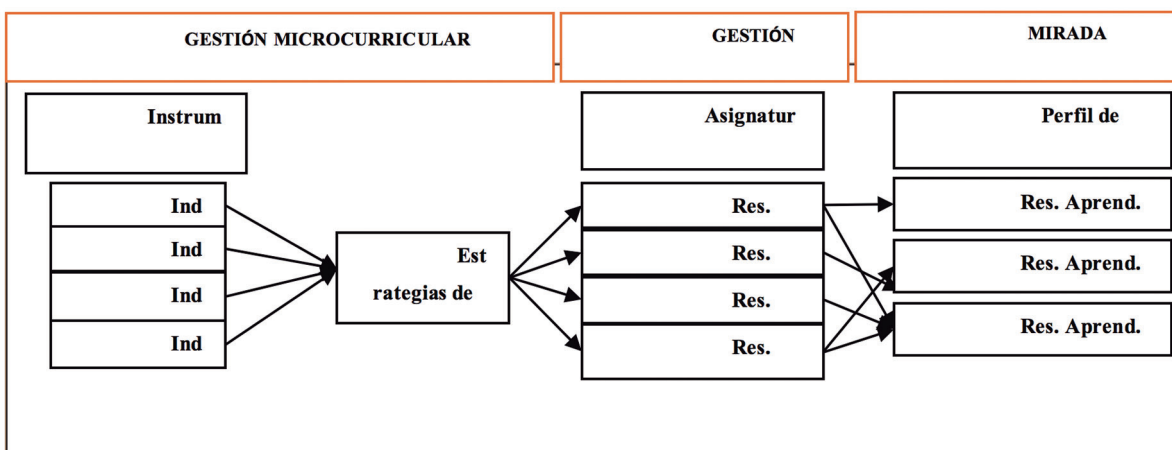 GESTIÓN MICROCURRICULAR
GESTIÓN
MIRADA
Instrum
Asignatur
Perfil de
Ind
Ind
Ind
Ind
Est
rategias de
Res.
Res.
Res.
Res.
Res. Aprend.
Res. Aprend.
Res. Aprend.